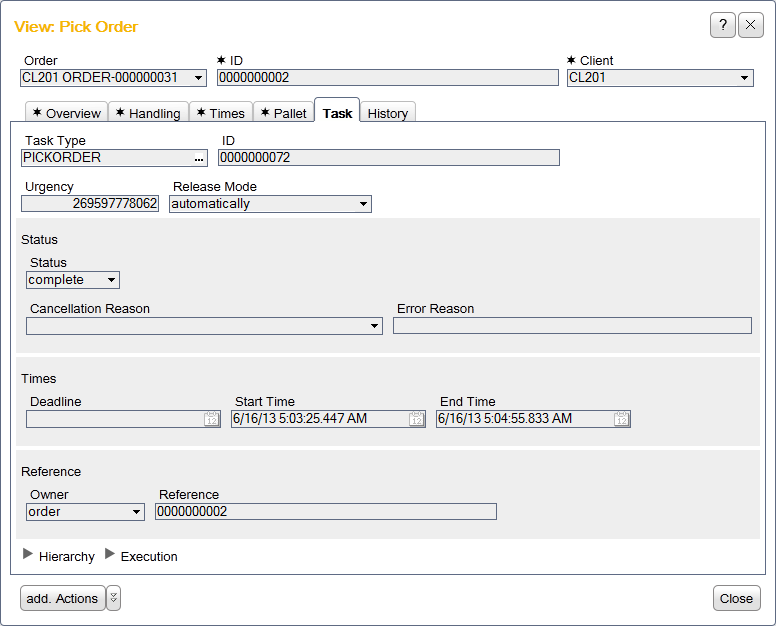 View: Pick Order
?
Order ✶ ID ✶ Client
CL201 ORDER-000000031 0000000002 CL201
✶ Overview ✶ Handling ✶ Times ✶ Pallet Task History
Task Type ID
PICKORDER ... 0000000072
Urgency Release Mode
269597778062 automatically
Status
Status
complete
Cancellation Reason Error Reason
Times
Deadline Start Time End Time
12 6/16/13 5:03:25.447 AM 12 6/16/13 5:04:55.833 AM 12
Reference
Owner Reference
order 0000000002
Hierarchy Execution
add. Actions Close